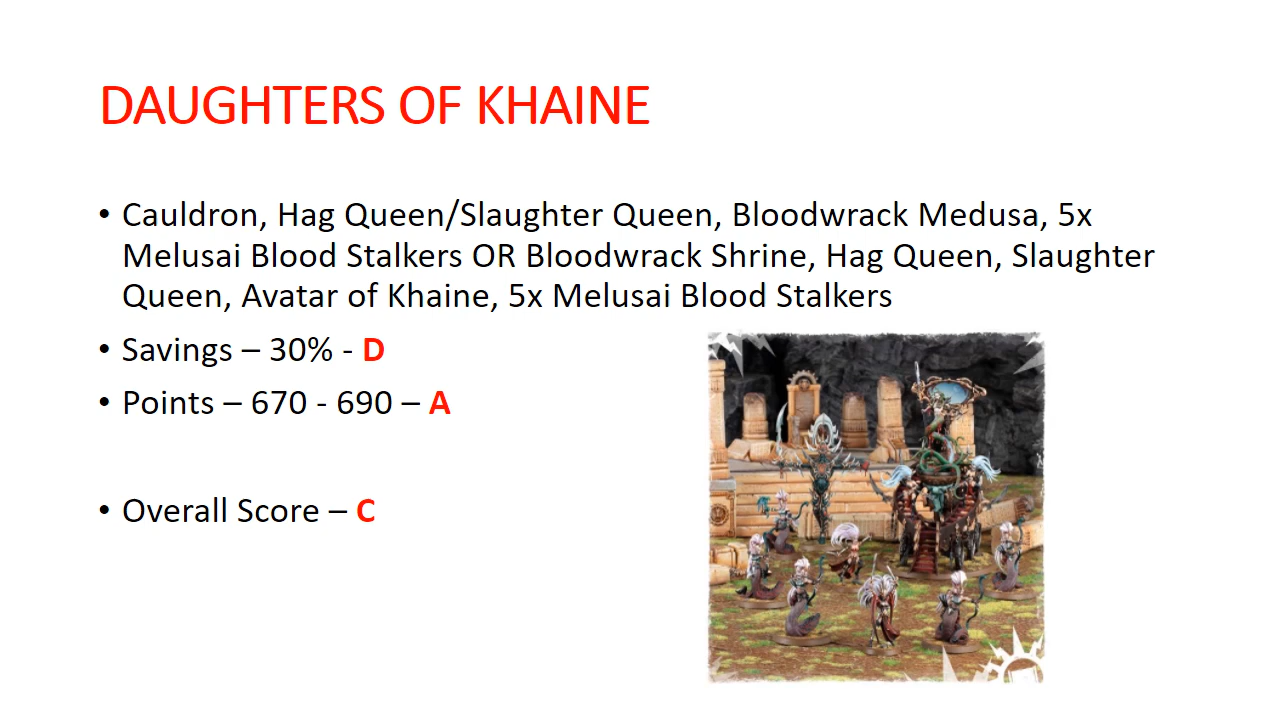 DAUGHTERS OF KHAINE
• Cauldron, Hag Queen/Slaughter Queen, Bloodwrack Medusa, 5x
Melusai Blood Stalkers OR Bloodwrack Shrine, Hag Queen, Slaughter
Queen, Avatar of Khaine, 5x Melusai Blood Stalkers
• Savings – 30% - D
• Points – 670 - 690 – A
• Overall Score – C